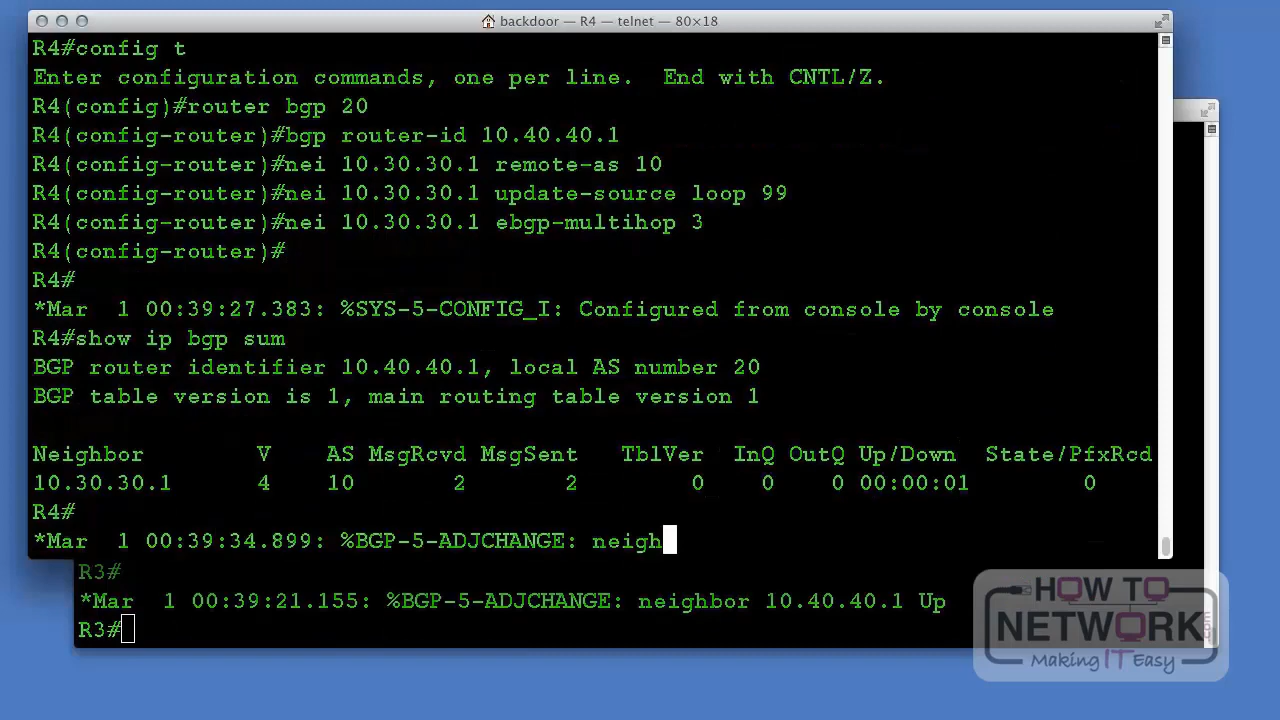 backdoor — R4 — telnet — 80×18
R4#config t
Enter configuration commands, one per line.  End with CNTL/Z.
R4(config)#router bgp 20
R4(config-router)#bgp router-id 10.40.40.1
R4(config-router)#nei 10.30.30.1 remote-as 10
R4(config-router)#nei 10.30.30.1 update-source loop 99
R4(config-router)#nei 10.30.30.1 ebgp-multihop 3
R4(config-router)#
R4#
*Mar  1 00:39:27.383: %SYS-5-CONFIG_I: Configured from console by console
R4#show ip bgp sum
BGP router identifier 10.40.40.1, local AS number 20
BGP table version is 1, main routing table version 1
Neighbor        V    AS MsgRcvd MsgSent   TblVer  InQ OutQ Up/Down  State/PfxRcd
10.30.30.1      4    10       2       2        0    0    0 00:00:01        0
R4#
*Mar  1 00:39:34.899: %BGP-5-ADJCHANGE: neigh
R3#
*Mar  1 00:39:21.155: %BGP-5-ADJCHANGE: neighbor 10.40.40.1 Up
R3#
HOW TO
NETWORK.com
Making IT Easy